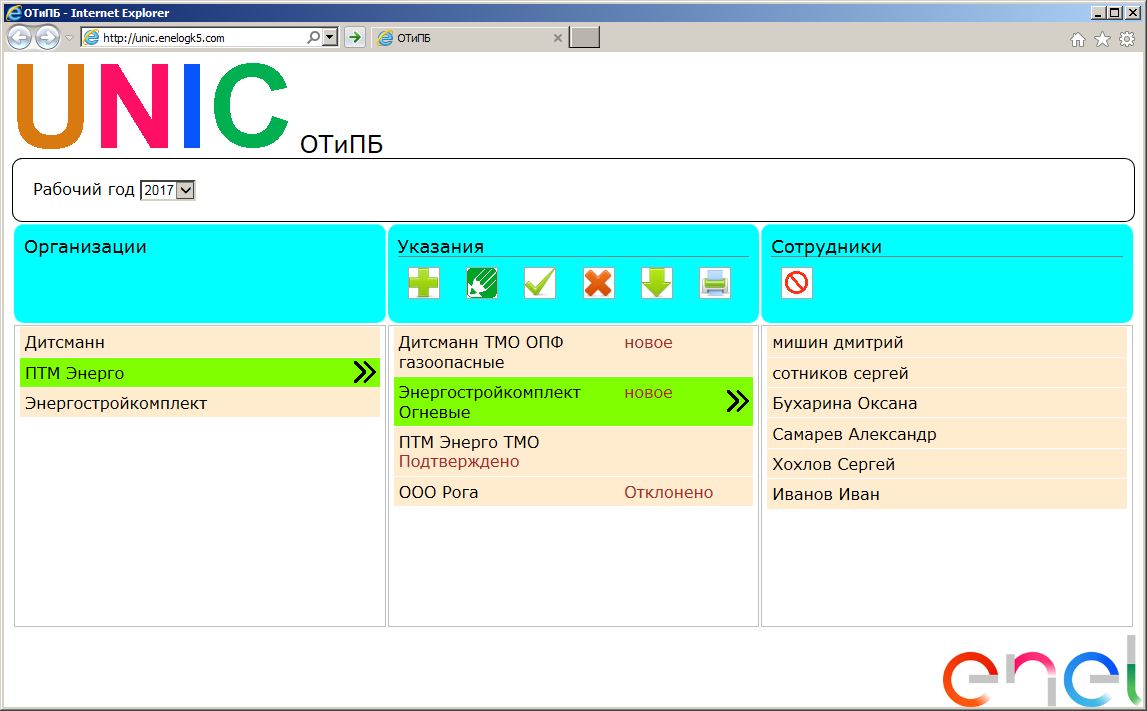 ОТиПБ - Internet Explorer
http://unic.enelogk5.com
ОТиПБ
UNIC ОТиПБ
Рабочий год 2017
Организации
Указания
Сотрудники
Дитсманн
ПТМ Энерго
Энергостройкомплект
Дитсманн ТМО ОПФ новое
газоопасные
Энергостройкомплект новое
Огневые
ПТМ Энерго ТМО
Подтверждено
ООО Рога Отклонено
мишин дмитрий
сотников сергей
Бухарина Оксана
Самарев Александр
Хохлов Сергей
Иванов Иван
enel